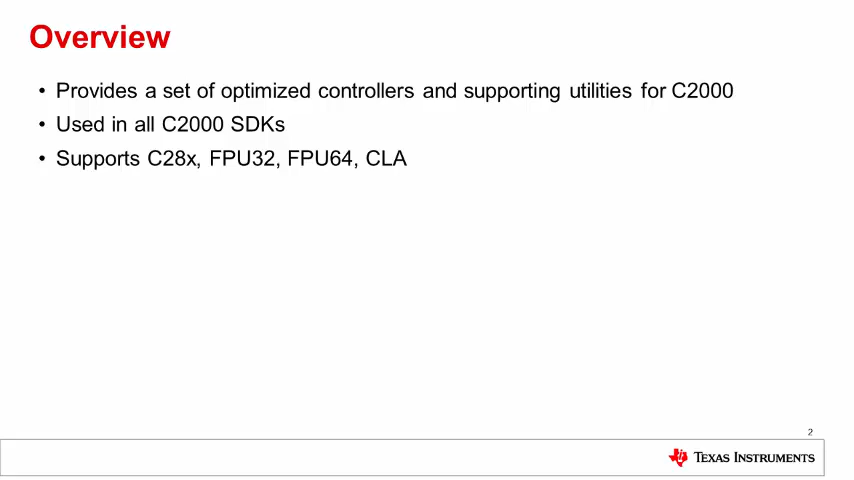 Overview
• Provides a set of optimized controllers and supporting utilities for C2000
• Used in all C2000 SDKs
• Supports C28x, FPU32, FPU64, CLA
2
TEXAS INSTRUMENTS